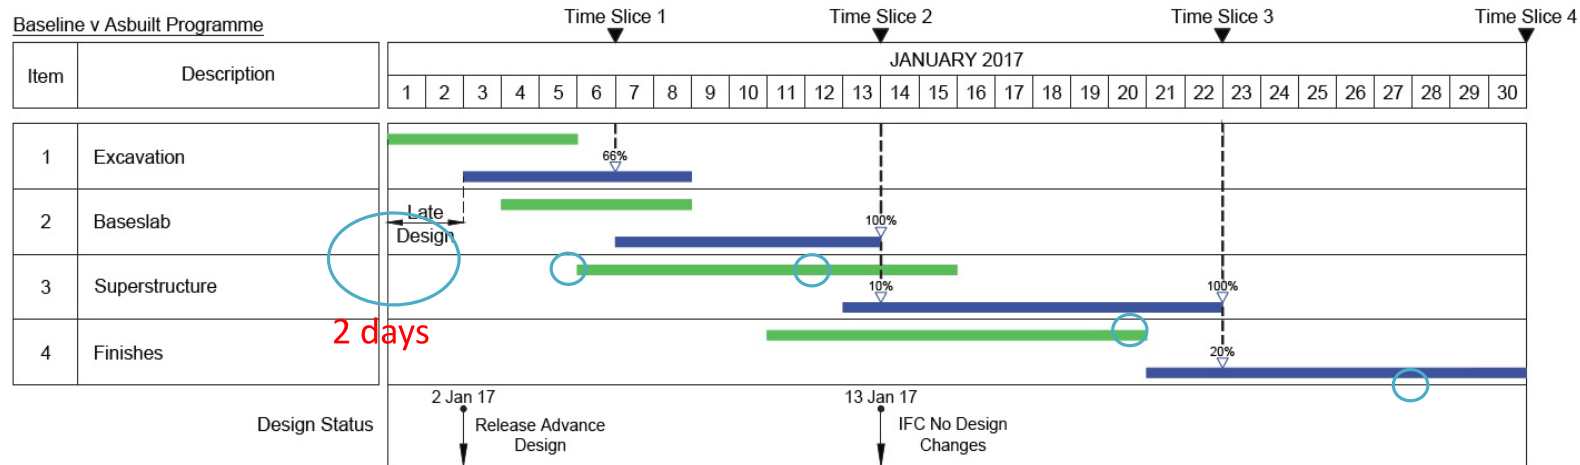 Time Slice 1 Time Slice 2 Time Slice 3 Time Slice 4
Baseline v Asbuilt Programme
Item Description JANUARY 2017
1 2 3 4 5 6 7 8 9 10 11 12 13 14 15 16 17 18 19 20 21 22 23 24 25 26 27 28 29 30
1 Excavation 66%
2 Baseslab Late Design 100%
3 Superstructure 10% 100%
2 days
4 Finishes 20%
2 Jan 17 13 Jan 17
Design Status Release Advance IFC No Design
Design Changes